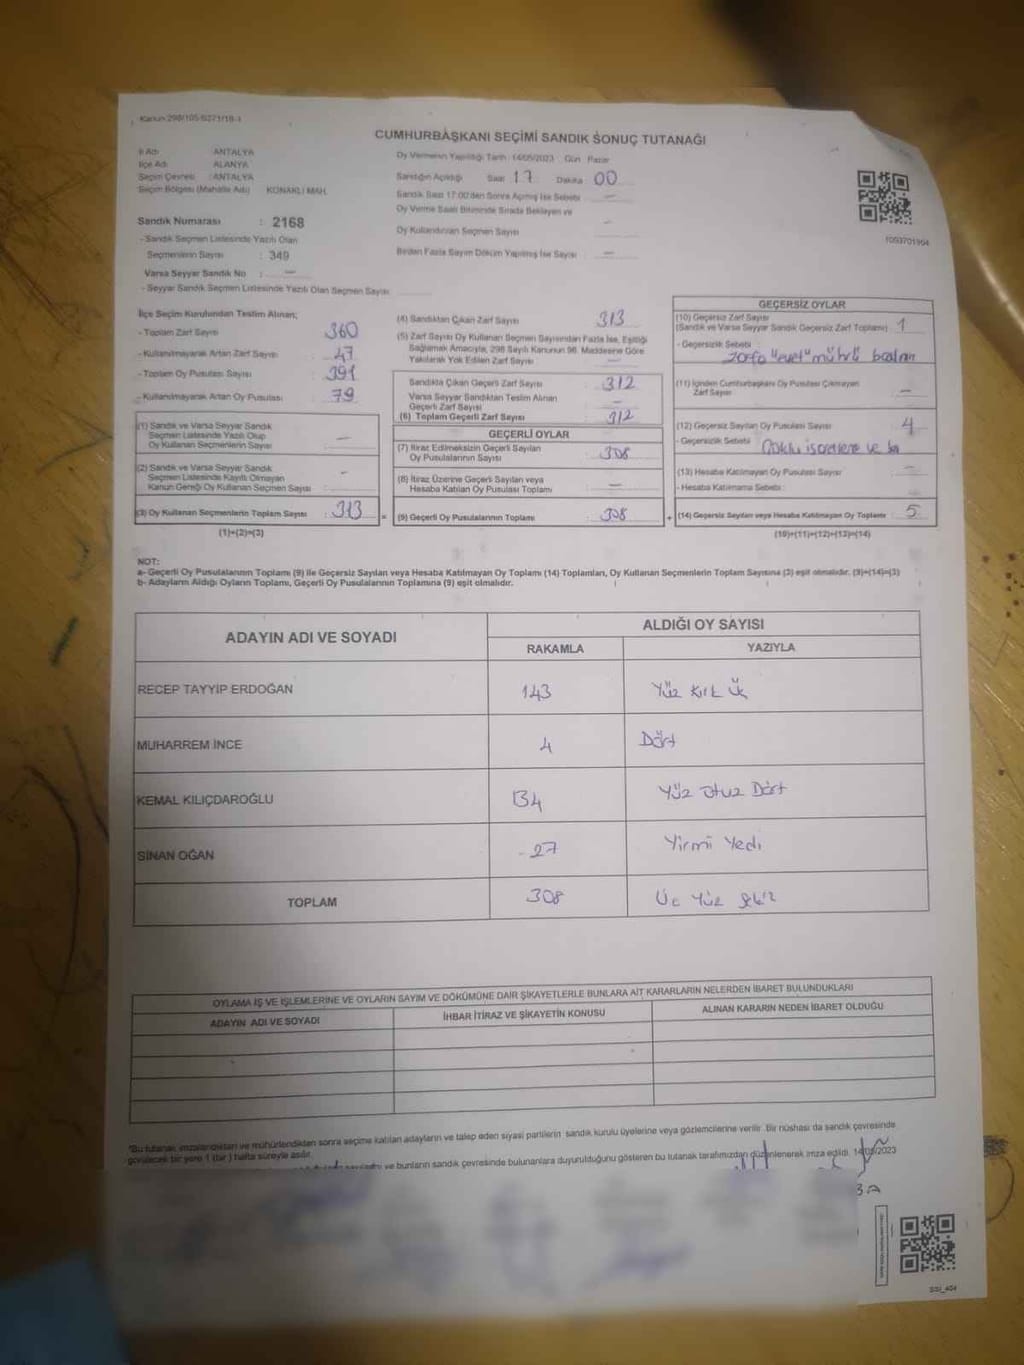 Kanun 298/105-5271/18-1
CUMHURBAŞKANI SEÇİMİ SANDIK SONUÇ TUTANAĞI
İl Adı ANTALYA
İlçe Adı ALANYA
Seçim Çevresi : ANTALYA
Seçim Bölgesi (Mahalle Adı) KONAKLI MAH.
Oy Vermenin Yapıldığı Tarih : 14/05/2023 Gün Pazar
Sandığın Açıldığı Saat 17 Dakika 00
Sandık Saat 17:00'den Sonra Açılmış İse Sebebi —
Oy Verme Saati Bitiminde Sırada Bekleyen ve
Oy Kullandırılan Seçmen Sayısı —
Birden Fazla Sayım Döküm Yapılmış İse Sayısı —
1053701964
Sandık Numarası : 2168
- Sandık Seçmen Listesinde Yazılı Olan
Seçmenlerin Sayısı : 349
Varsa Seyyar Sandık No : —
- Seyyar Sandık Seçmen Listesinde Yazılı Olan Seçmen Sayısı
İlçe Seçim Kurulundan Teslim Alınan;
- Toplam Zarf Sayısı 360
- Kullanılmayarak Artan Zarf Sayısı : 47
- Toplam Oy Pusulası Sayısı : 391
- Kullanılmayarak Artan Oy Pusulası : 79
(1) Sandık ve Varsa Seyyar Sandık
Seçmen Listesinde Yazılı Olup
Oy Kullanan Seçmenlerin Sayısı : —
(2) Sandık ve Varsa Seyyar Sandık
Seçmen Listesinde Kayıtlı Olmayan
Kanun Gereği Oy Kullanan Seçmen Sayısı : —
(3) Oy Kullanan Seçmenlerin Toplam Sayısı : 313
(1)+(2)=(3)
(4) Sandıktan Çıkan Zarf Sayısı 313
(5) Zarf Sayısı Oy Kullanan Seçmen Sayısından Fazla İse, Eşitliği
Sağlamak Amacıyla, 298 Sayılı Kanunun 98. Maddesine Göre
Yakılarak Yok Edilen Zarf Sayısı —
Sandıkta Çıkan Geçerli Zarf Sayısı : 312
Varsa Seyyar Sandıktan Teslim Alınan
Geçerli Zarf Sayısı : —
(6) Toplam Geçerli Zarf Sayısı : 312
GEÇERLİ OYLAR
(7) İtiraz Edilmeksizin Geçerli Sayılan
Oy Pusulalarının Sayısı : 308
(8) İtiraz Üzerine Geçerli Sayılan veya
Hesaba Katılan Oy Pusulası Toplamı : —
= (9) Geçerli Oy Pusulalarının Toplamı : 308
GEÇERSİZ OYLAR
(10) Geçersiz Zarf Sayısı
(Sandık ve Varsa Seyyar Sandık Geçersiz Zarf Toplamı) : 1
- Geçersizlik Sebebi :
zarfa "evet" mührü
(11) İçinden Cumhurbaşkanı Oy Pusulası Çıkmayan
Zarf Sayısı : —
(12) Geçersiz Sayılan Oy Pusulası Sayısı : 4
- Geçersizlik Sebebi : ve
(13) Hesaba Katılmayan Oy Pusulası Sayısı : —
- Hesaba Katılmama Sebebi :
+ (14) Geçersiz Sayılan veya Hesaba Katılmayan Oy Toplamı : 5
(10)+(11)+(12)+(13)=(14)
NOT:
a- Geçerli Oy Pusulalarının Toplamı (9) ile Geçersiz Sayılan veya Hesaba Katılmayan Oy Toplamı (14) Toplamları, Oy Kullanan Seçmenlerin Toplam Sayısına (3) eşit olmalıdır. (9)+(14)=(3)
b- Adayların Aldığı Oyların Toplamı, Geçerli Oy Pusulalarının Toplamına (9) eşit olmalıdır.
ADAYIN ADI VE SOYADI
ALDIĞI OY SAYISI
RAKAMLA YAZIYLA
RECEP TAYYİP ERDOĞAN 143 Yüz Kırk Üç
MUHARREM İNCE 4 Dört
KEMAL KILIÇDAROĞLU 134 Yüz Otuz Dört
SİNAN OĞAN 27 Yirmi Yedi
TOPLAM 308 Üç Yüz Sekiz
OYLAMA İŞ VE İŞLEMLERİNE VE OYLARIN SAYIM VE DÖKÜMÜNE DAİR ŞİKAYETLERLE BUNLARA AİT KARARLARIN NELERDEN İBARET BULUNDUKLARI
ADAYIN ADI VE SOYADI İHBAR İTİRAZ VE ŞİKAYETİN KONUSU ALINAN KARARIN NEDEN İBARET OLDUĞU
"Bu tutanak imzalandıktan ve mühürlendikten sonra seçime katılan adayların ve talep eden siyasi partilerin sandık kurulu üyelerine veya gözlemcilerine verilir. Bir nüshası da sandık çevresinde
görülecek bir yere 1 (bir) hafta süreyle asılır.
ve bunların sandık çevresinde bulunanlara duyurulduğunu gösteren bu tutanak tarafımızdan düzenlenerek imza edildi. 14/05/2023